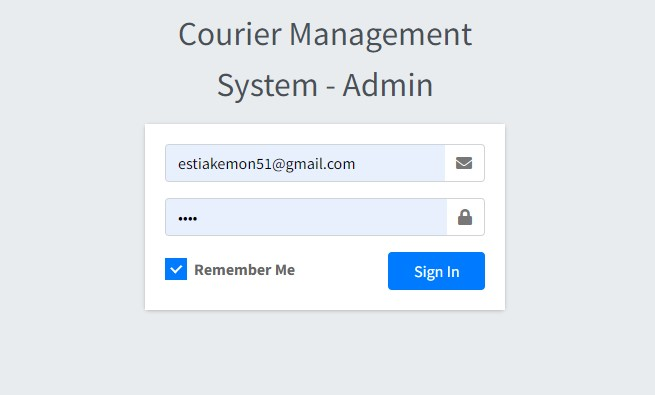 Courier Management
System - Admin
estiakemon51@gmail.com
••••
Remember Me
Sign In